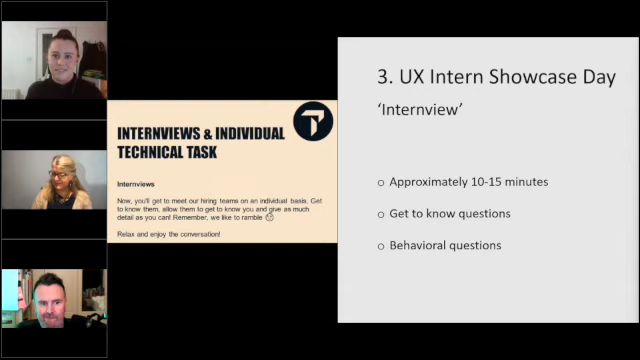 INTERNVIEWS & INDIVIDUAL
TECHNICAL TASK
Internviews
Now, you'll get to meet our hiring teams on an individual basis. Get
to know them, allow them to get to know you and give as much
detail as you can! Remember, we like to ramble
Relax and enjoy the conversation!
3. UX Intern Showcase Day
'Internview'
o Approximately 10-15 minutes
o Get to know questions
o Behavioral questions